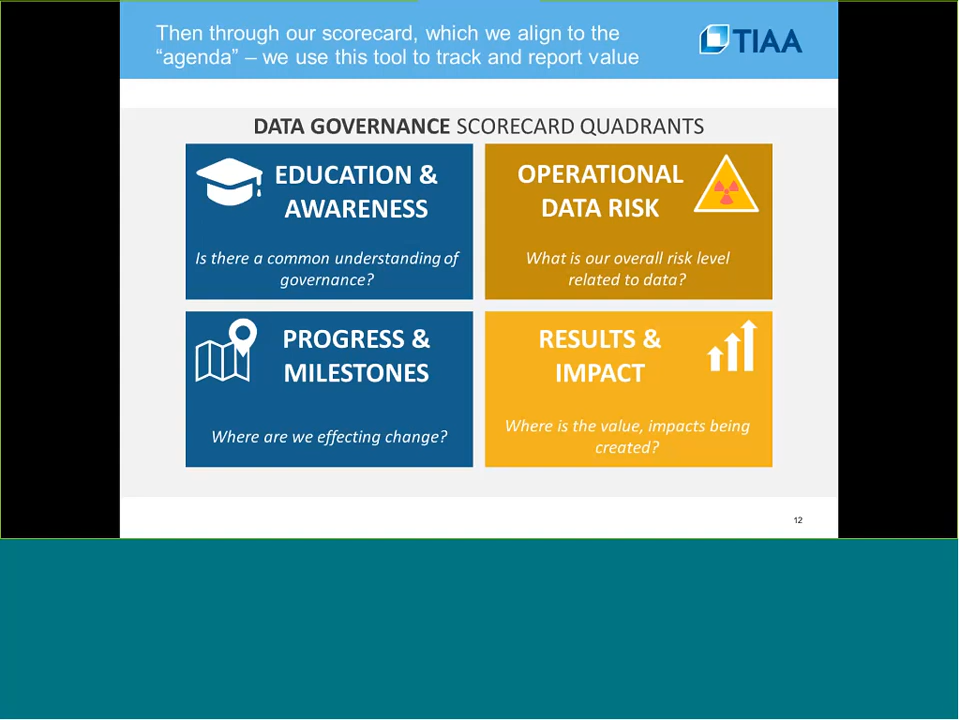 Then through our scorecard, which we align to the
“agenda” – we use this tool to track and report value
TIAA
DATA GOVERNANCE SCORECARD QUADRANTS
EDUCATION &
AWARENESS
Is there a common understanding of
governance?
OPERATIONAL
DATA RISK
What is our overall risk level
related to data?
PROGRESS &
MILESTONES
Where are we effecting change?
RESULTS &
IMPACT
Where is the value, impacts being
created?
12